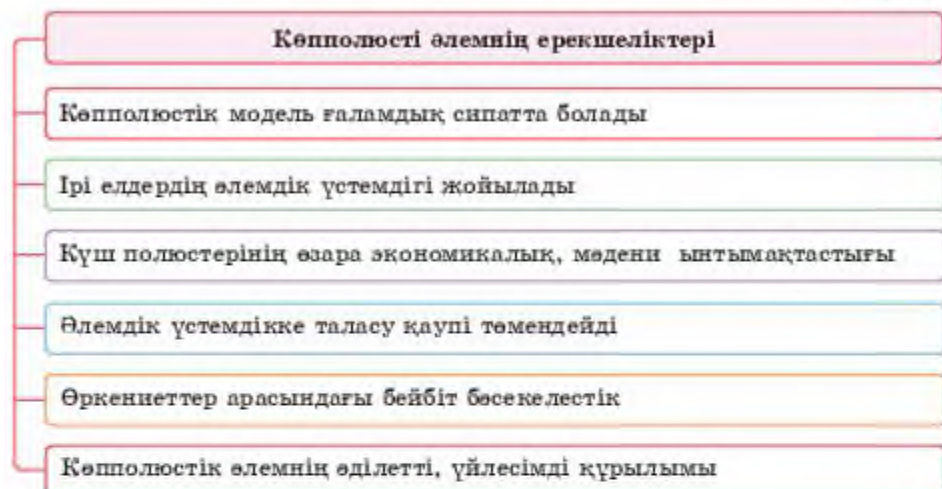 Көпполюсті әлемнің ерекшеліктері
Көпполюстік модель ғаламдық сипатта болады
Ірі елдердің әлемдік үстемдігі жойылады
Күш полюстерінің өзара экономикалық, мәдени ынтымақтастығы
Әлемдік үстемдікке таласу қаупі төмендейді
Өркениеттер арасындағы бейбіт бәсекелестік
Көпполюстік әлемнің әділетті, үйлесімді құрылымы